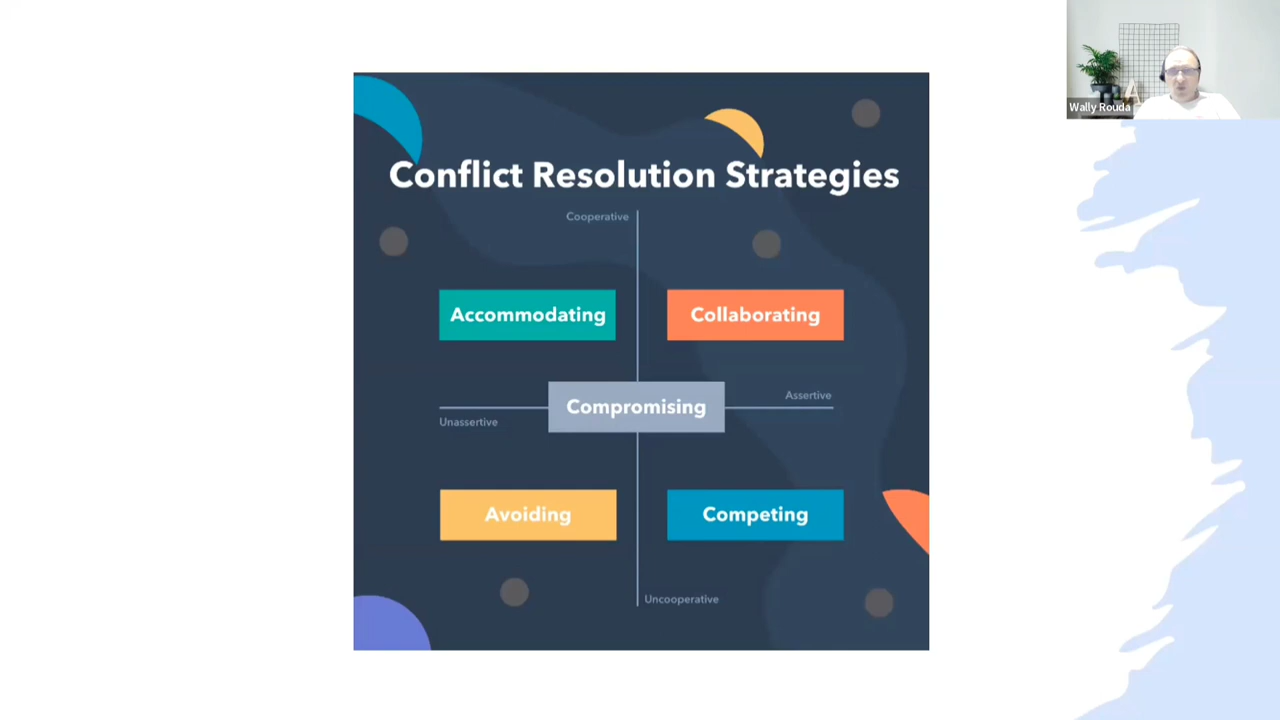 Wally Rouda
Conflict Resolution Strategies
Cooperative
Accommodating
Collaborating
Assertive
Compromising
Unassertive
Avoiding
Competing
Uncooperative